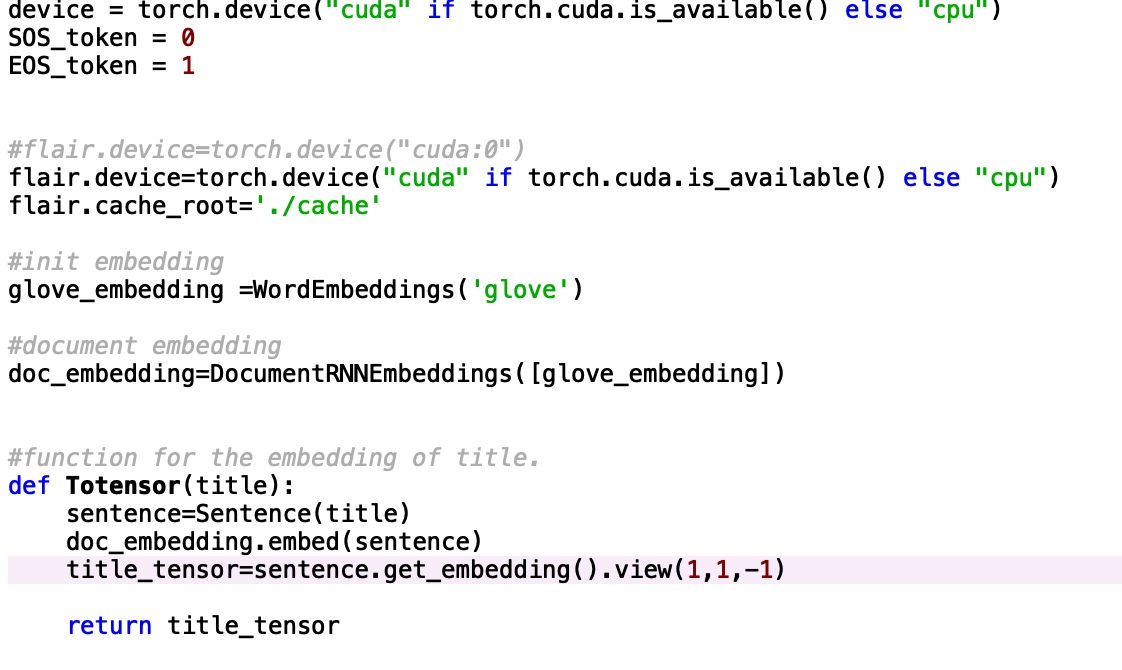 device = torch.device("cuda" if torch.cuda.is_available() else "cpu")
SOS_token = 0
EOS_token = 1
#flair.device=torch.device("cuda:0")
flair.device=torch.device("cuda" if torch.cuda.is_available() else "cpu")
flair.cache_root='./cache'
#init embedding
glove_embedding =WordEmbeddings('glove')
#document embedding
doc_embedding=DocumentRNNEmbeddings([glove_embedding])
#function for the embedding of title.
def Totensor(title):
    sentence=Sentence(title)
    doc_embedding.embed(sentence)
    title_tensor=sentence.get_embedding().view(1,1,-1)
    return title_tensor